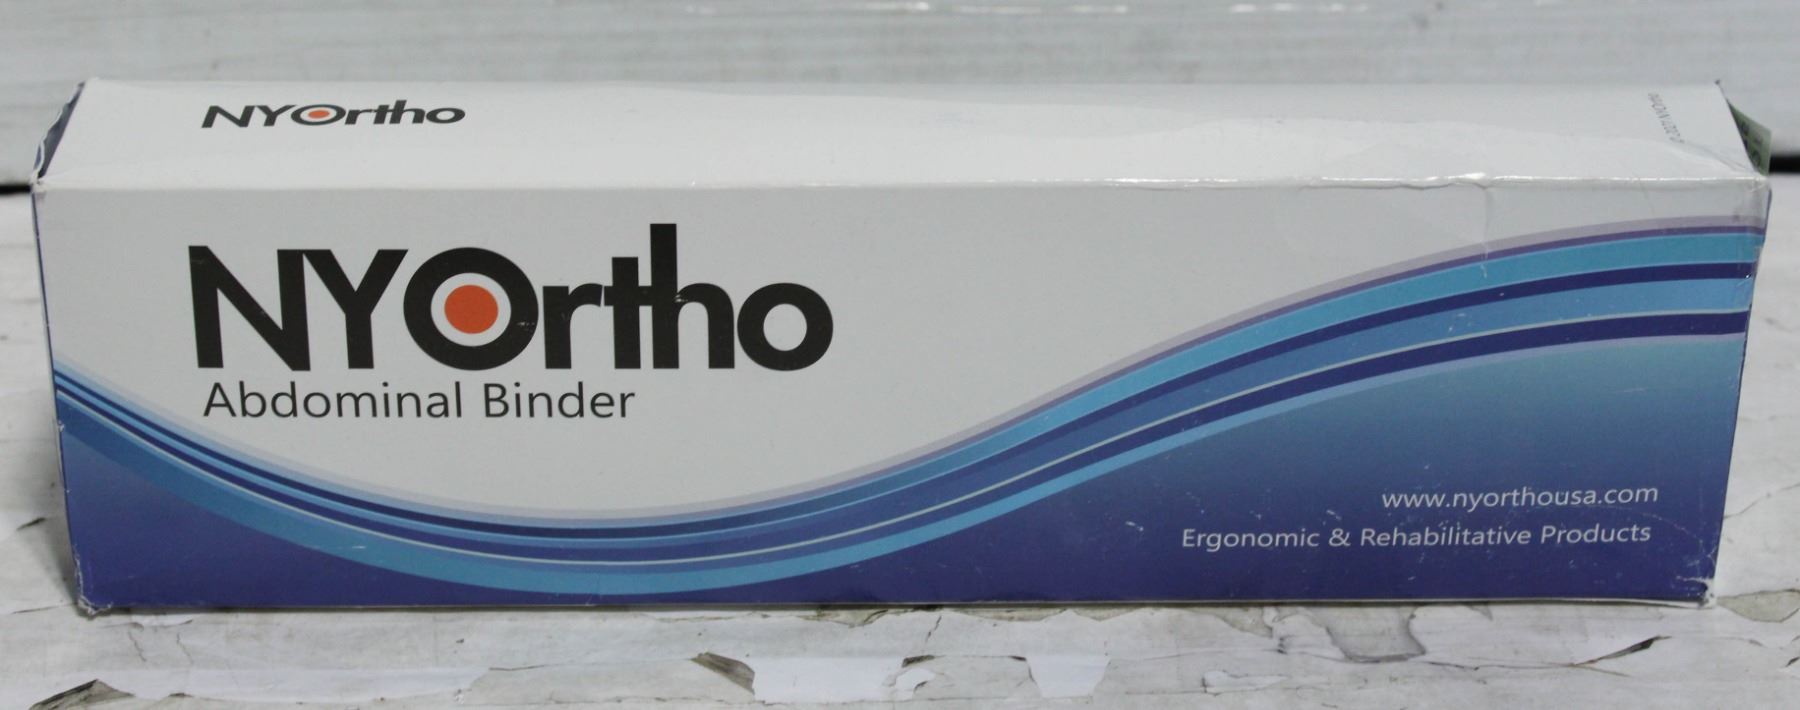 NYOrtho
NYOrtho
Abdominal Binder
www.nyorthousa.com
Ergonomic & Rehabilitative Products